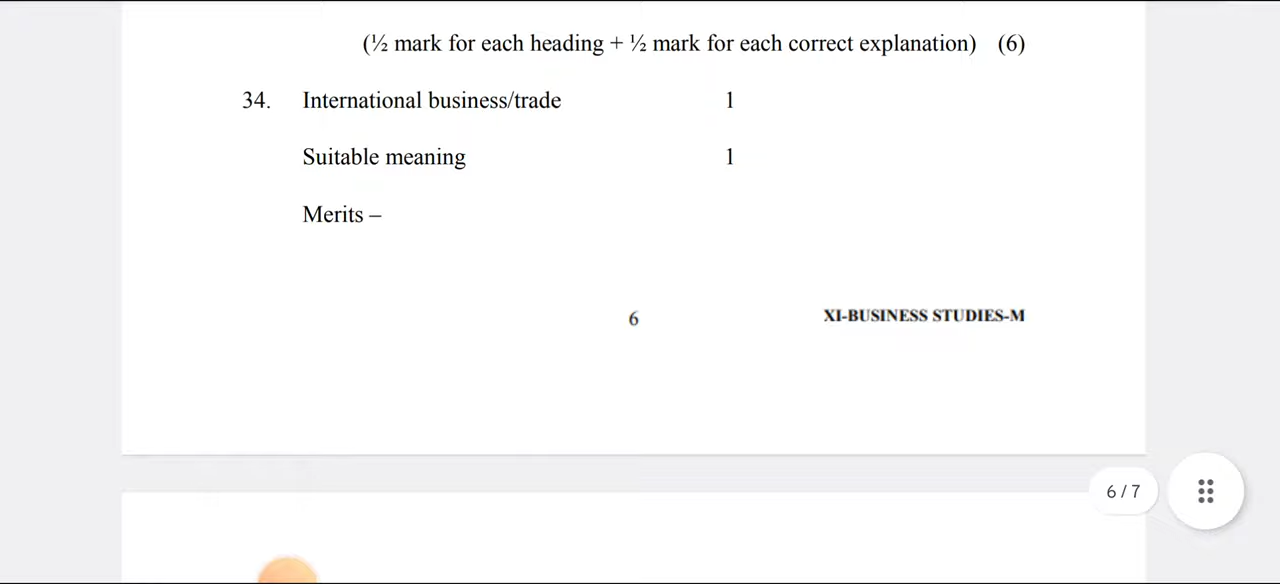 (½ mark for each heading + ½ mark for each correct explanation) (6)
34. International business/trade 1
Suitable meaning 1
Merits –
6 XI-BUSINESS STUDIES-M
6 / 7